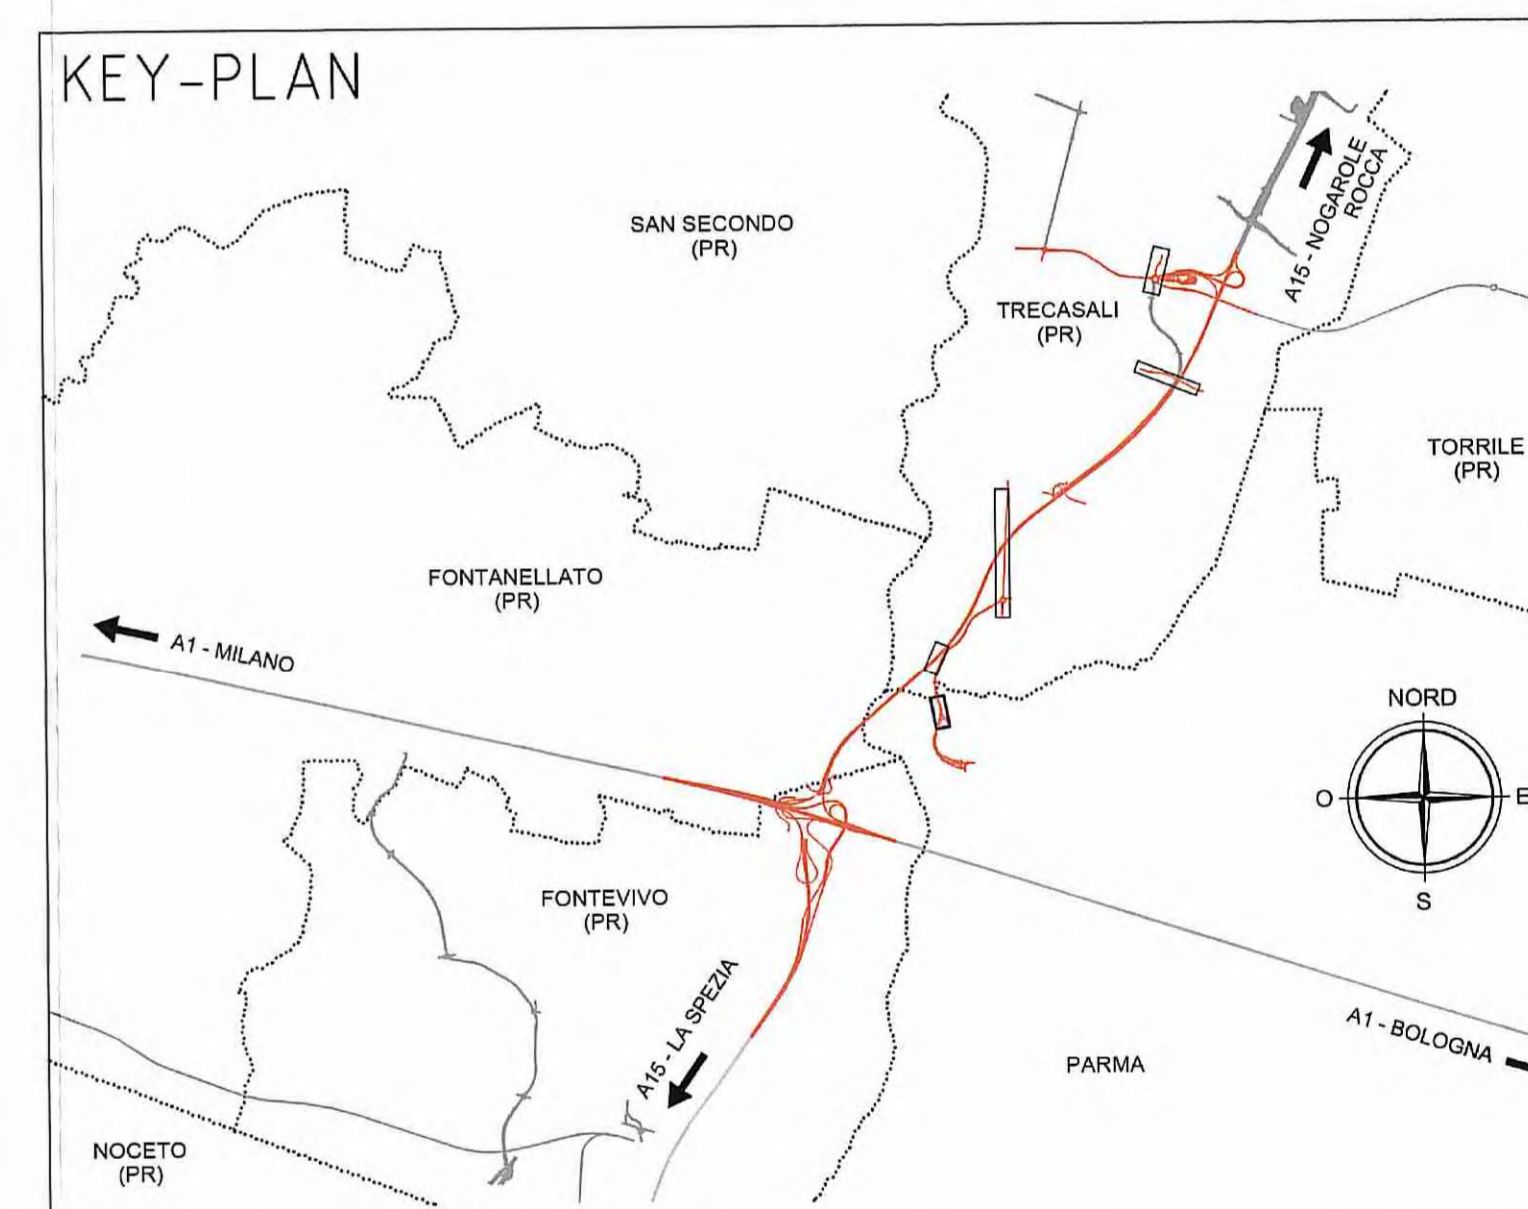 KEY-PLAN
SAN SECONDO
(PR)
A15 - NOGAROLE
ROCCA
TRECASALI
(PR)
TORRILE
(PR)
FONTANELLATO
(PR)
A1 - MILANO
NORD
O
E
S
FONTEVIVO
(PR)
A15 - LA SPEZIA
A1 - BOLOGNA
PARMA
NOCETO
(PR)